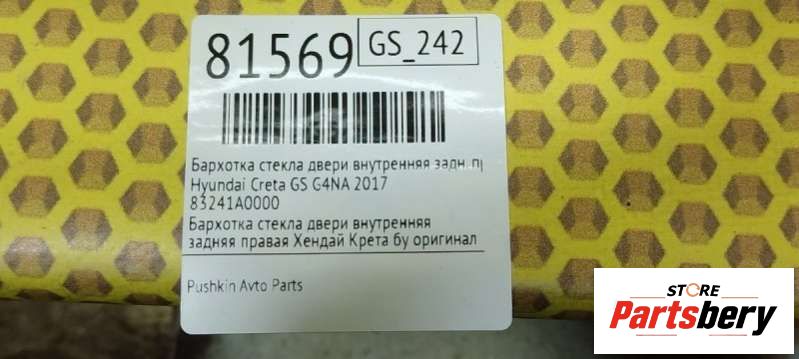 81569
GS_242
Бархотка стекла двери внутренняя задн. п
Hyundai Creta GS G4NA 2017
83241A0000
Бархотка стекла двери внутренняя
задняя правая Хендай Крета бу оригинал
Pushkin Avto Parts
STORE
Partsbery